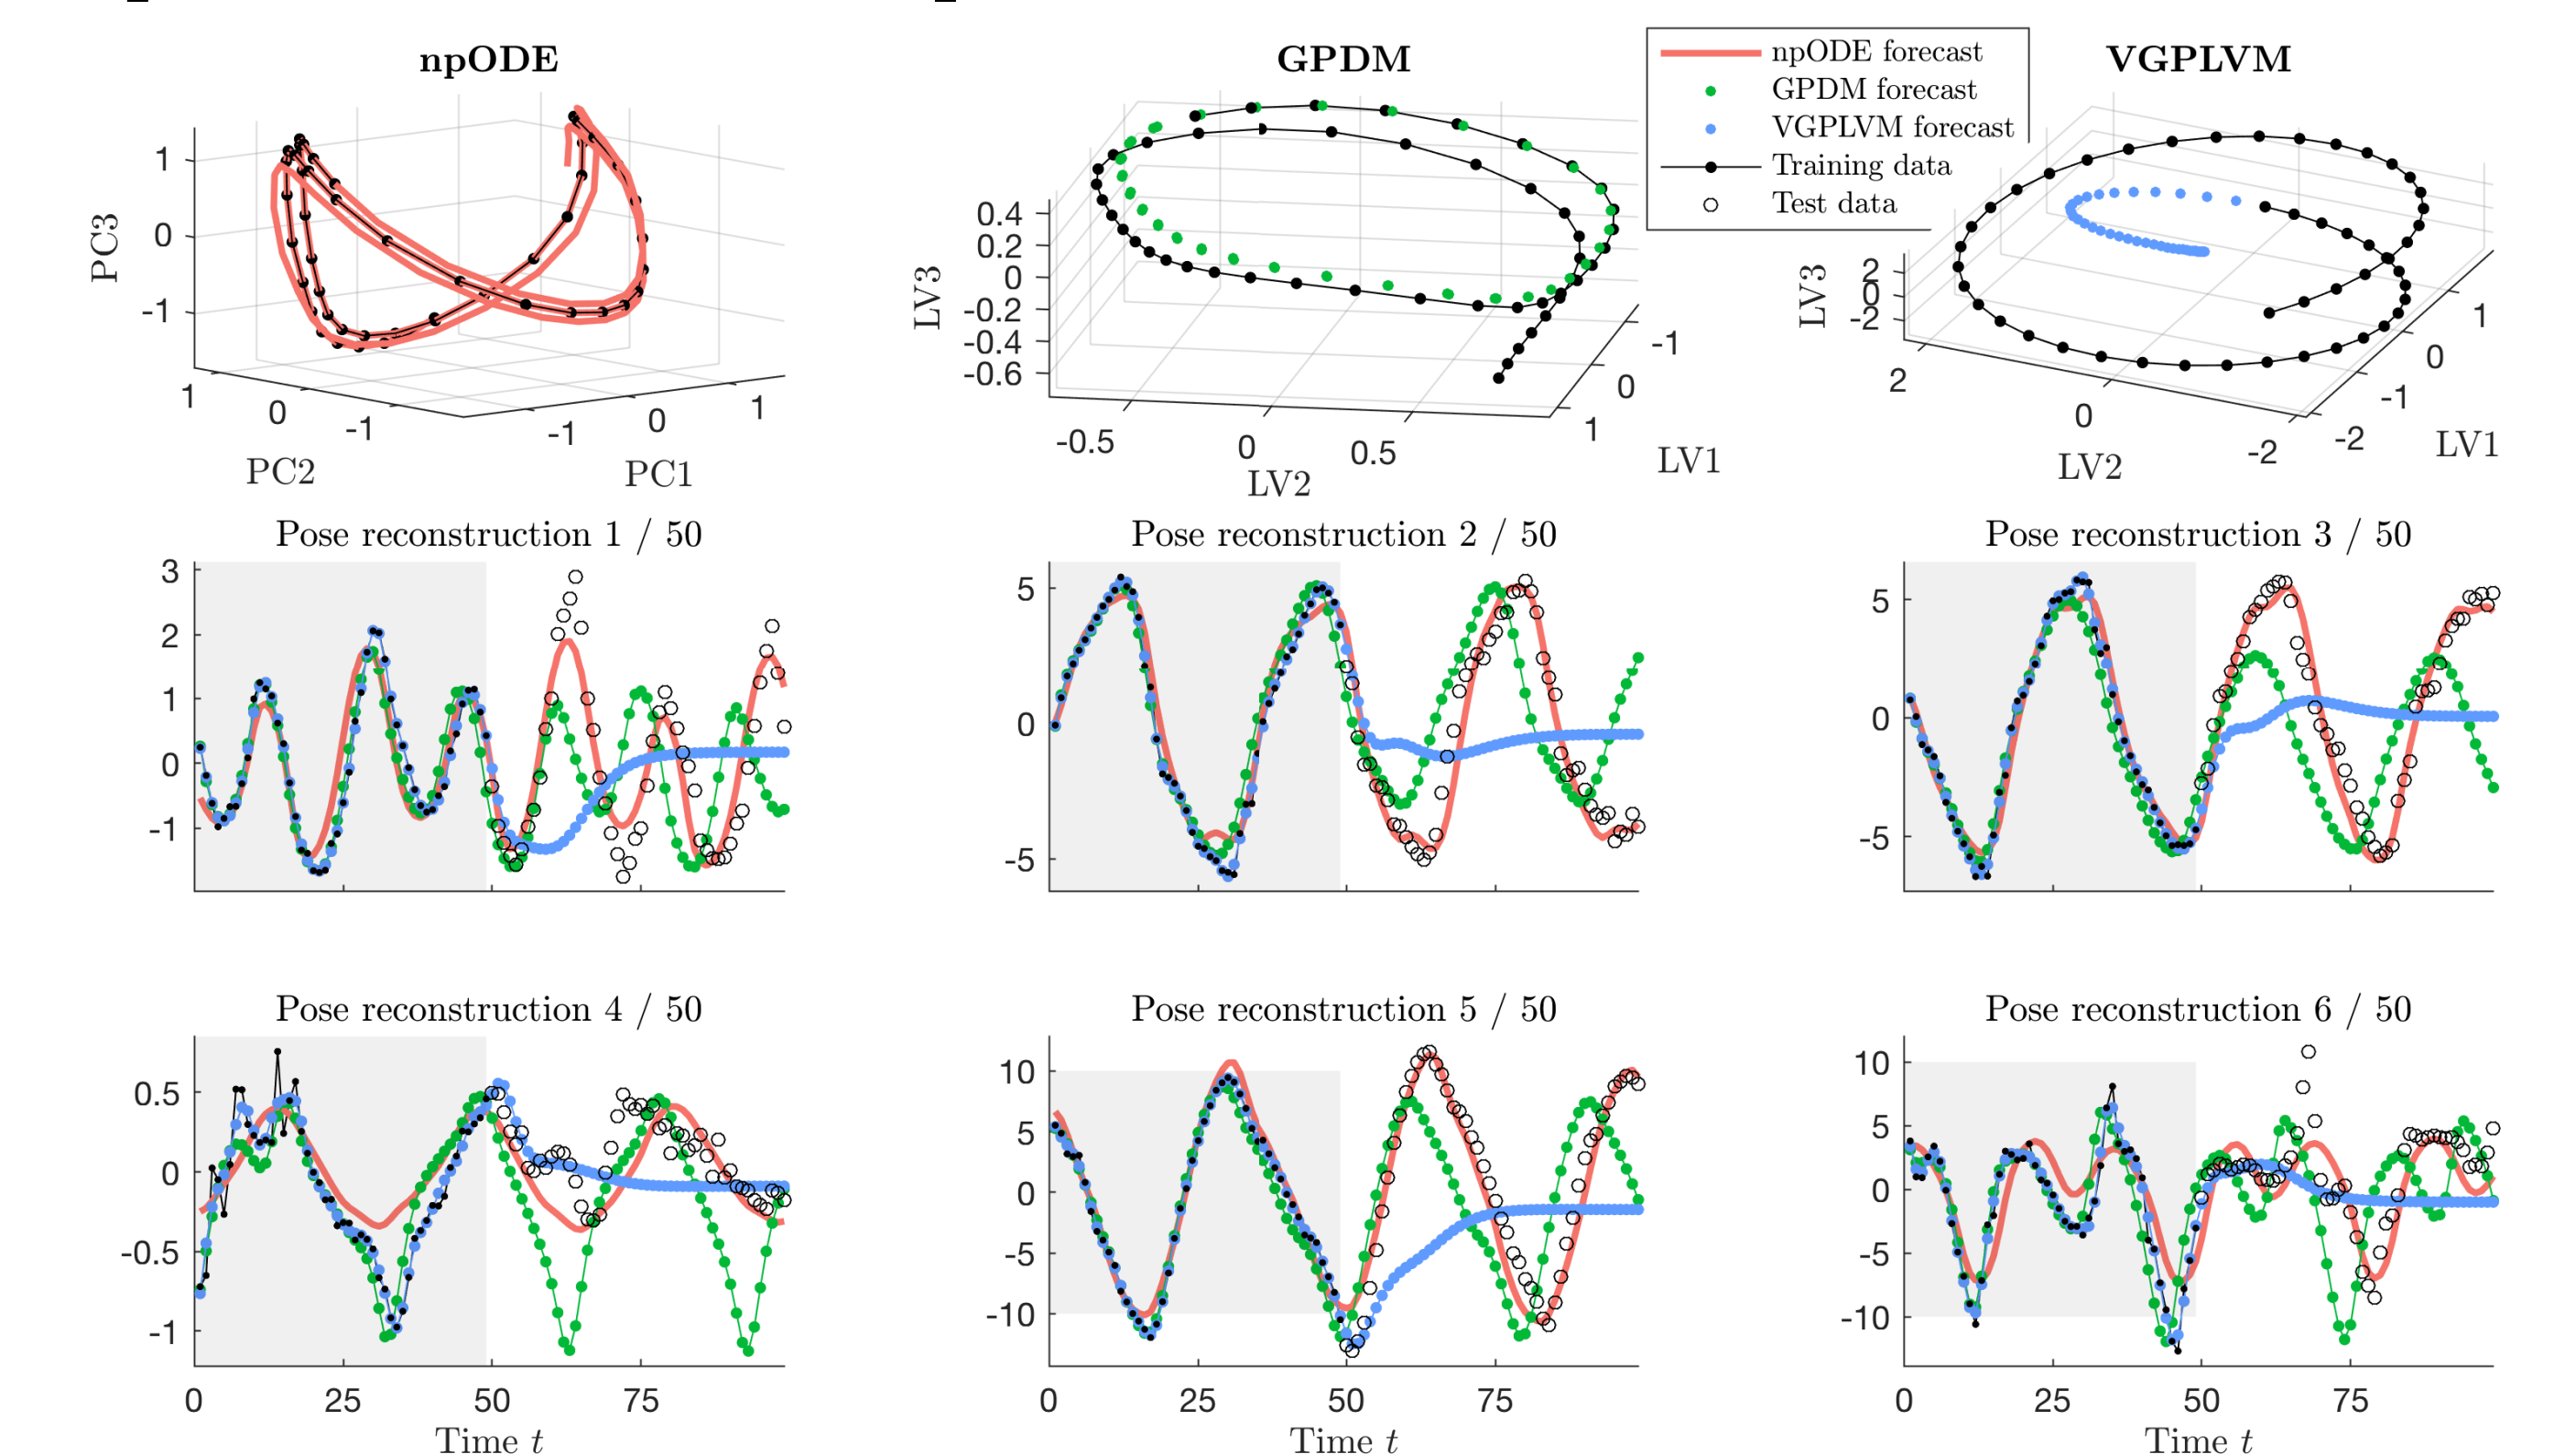 npODE
GPDM
VGPLVM
npODE forecast
GPDM forecast
VGPLVM forecast
Training data
Test data
PC3
1
0
-1
1
0
-1
-1
0
1
PC2
PC1
LV3
0.4
0.2
0
-0.2
-0.4
-0.6
-0.5
0
0.5
1
0
-1
LV2
LV1
LV3
2
0
-2
2
0
-2
-2
-1
0
1
LV2
LV1
Pose reconstruction 1 / 50
3
2
1
0
-1
Pose reconstruction 2 / 50
5
0
-5
Pose reconstruction 3 / 50
5
0
-5
Pose reconstruction 4 / 50
0.5
0
-0.5
-1
0 25 50 75
Time t
Pose reconstruction 5 / 50
10
5
0
-5
-10
0 25 50 75
Time t
Pose reconstruction 6 / 50
10
5
0
-5
-10
0 25 50 75
Time t